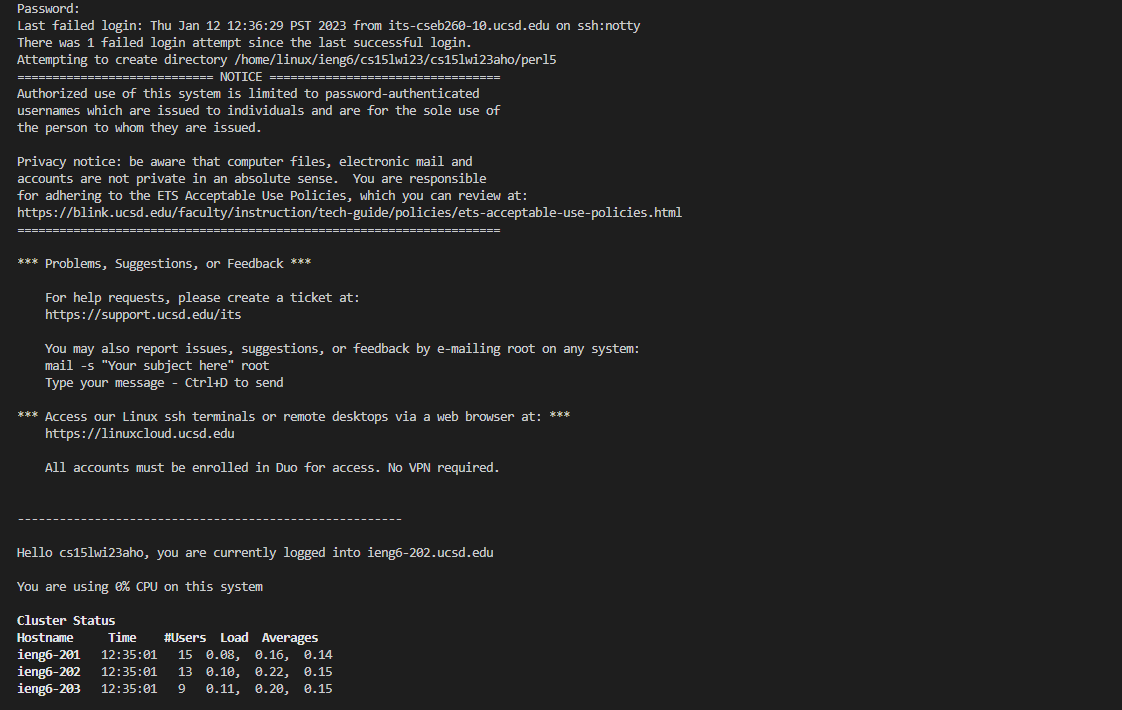 Password:
Last failed login: Thu Jan 12 12:36:29 PST 2023 from its-cseb260-10.ucsd.edu on ssh:notty
There was 1 failed login attempt since the last successful login.
Attempting to create directory /home/linux/ieng6/cs15lwi23/cs15lwi23aho/perl5
============================ NOTICE =================================
Authorized use of this system is limited to password-authenticated
usernames which are issued to individuals and are for the sole use of
the person to whom they are issued.

Privacy notice: be aware that computer files, electronic mail and
accounts are not private in an absolute sense.  You are responsible
for adhering to the ETS Acceptable Use Policies, which you can review at:
https://blink.ucsd.edu/faculty/instruction/tech-guide/policies/ets-acceptable-use-policies.html
=====================================================================

*** Problems, Suggestions, or Feedback ***

    For help requests, please create a ticket at:
    https://support.ucsd.edu/its

    You may also report issues, suggestions, or feedback by e-mailing root on any system:
    mail -s "Your subject here" root
    Type your message - Ctrl+D to send

*** Access our Linux ssh terminals or remote desktops via a web browser at: ***
    https://linuxcloud.ucsd.edu

    All accounts must be enrolled in Duo for access. No VPN required.

-------------------------------------------------------

Hello cs15lwi23aho, you are currently logged into ieng6-202.ucsd.edu

You are using 0% CPU on this system

Cluster Status
Hostname     Time    #Users  Load  Averages
ieng6-201   12:35:01   15  0.08,  0.16,  0.14
ieng6-202   12:35:01   13  0.10,  0.22,  0.15
ieng6-203   12:35:01   9   0.11,  0.20,  0.15